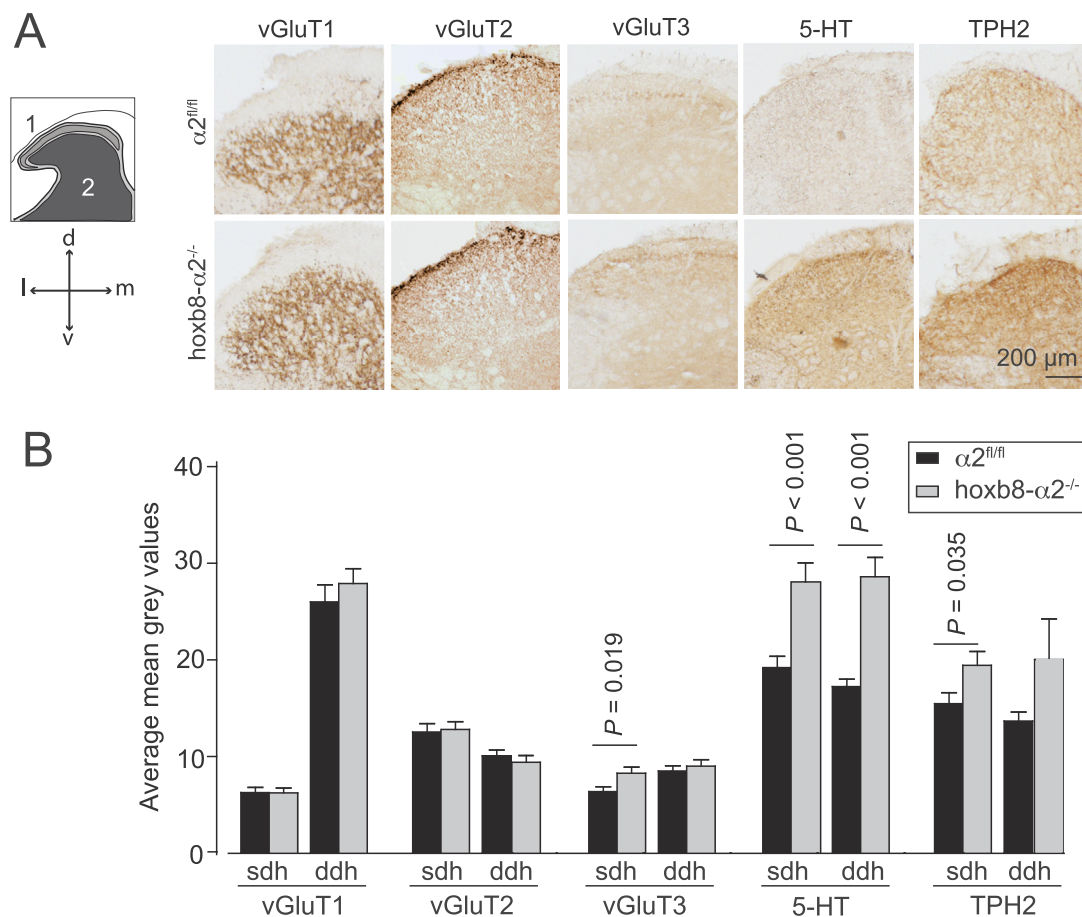 A
vGluT1 vGluT2 vGluT3 5-HT TPH2
α2fl/fl
1
2
d
l m
v
hoxb8-α2-/-
200 µm
B
Average mean grey values
40
30
20
10
0
P = 0.019
P < 0.001
P < 0.001
P = 0.035
α2fl/fl
hoxb8-α2-/-
sdh ddh sdh ddh sdh ddh sdh ddh sdh ddh
vGluT1 vGluT2 vGluT3 5-HT TPH2